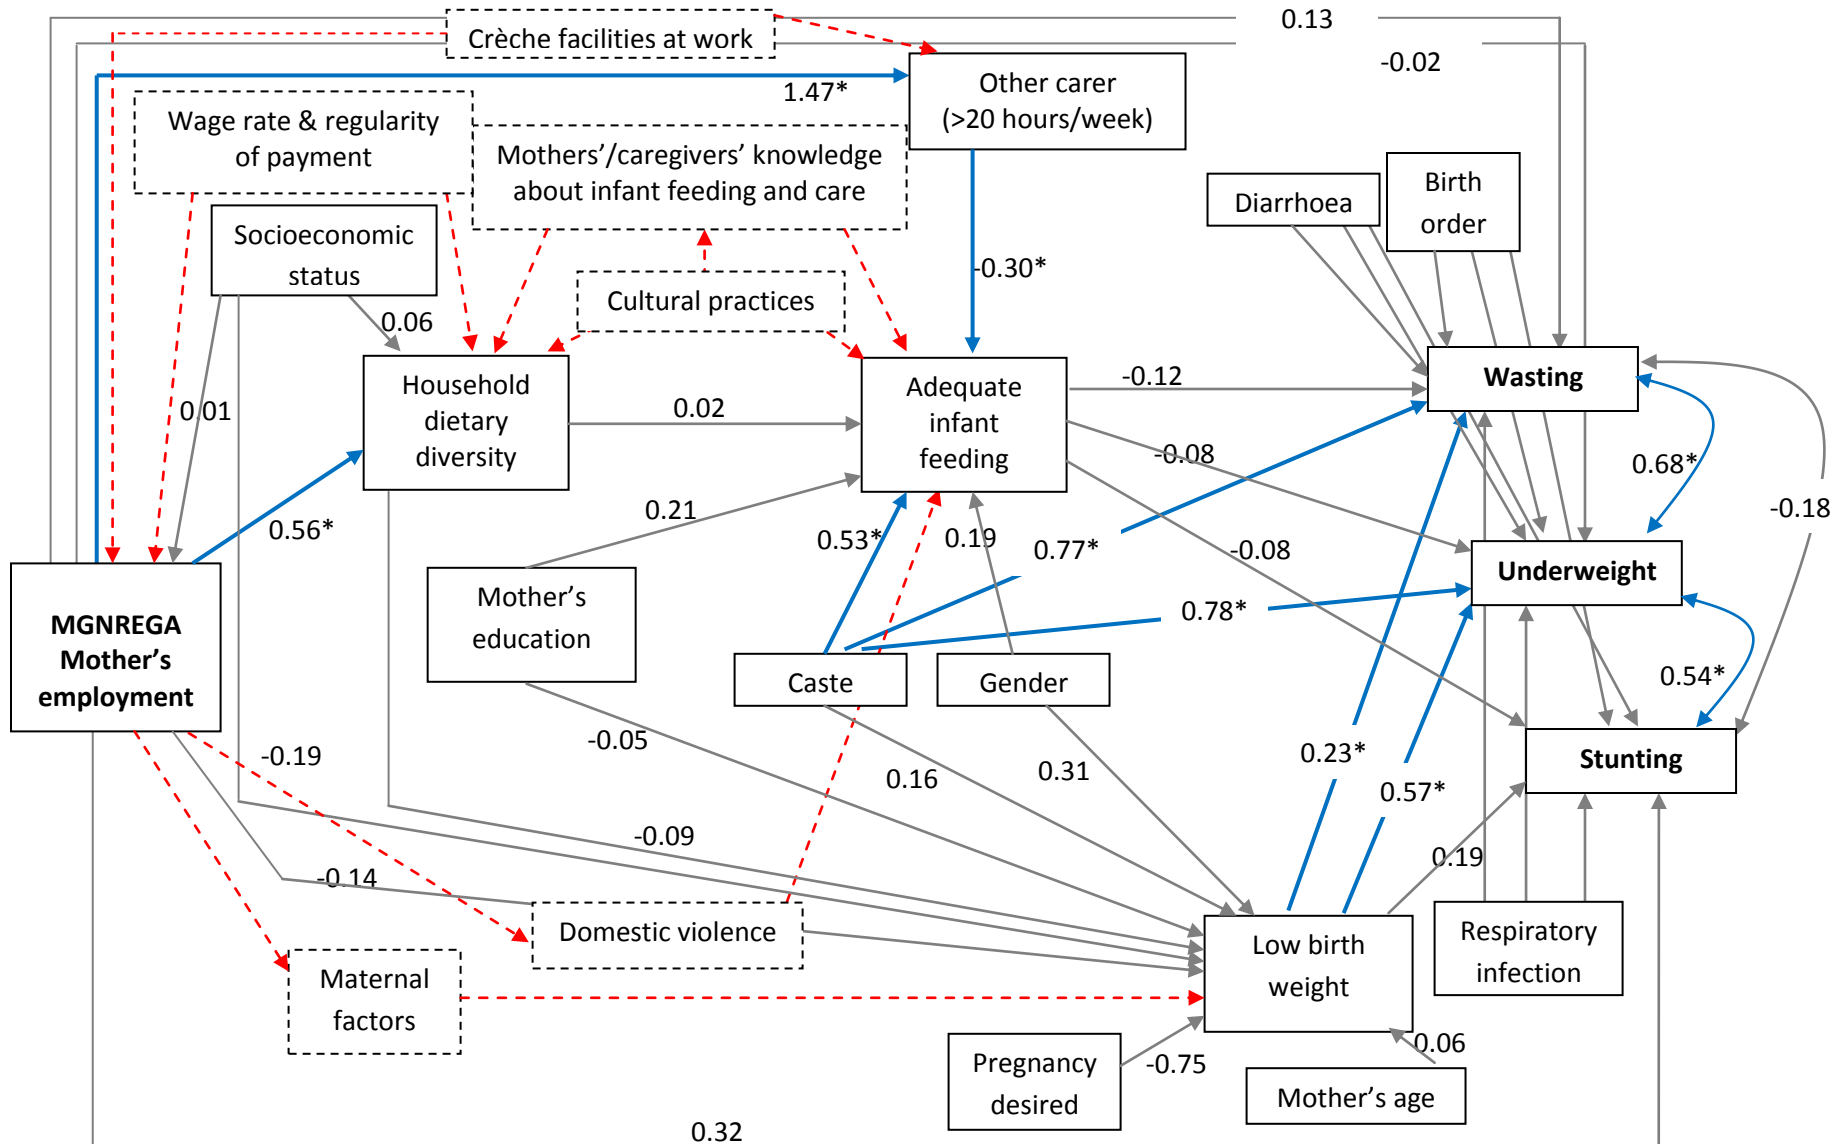 0.13
Crèche facilities at work
-0.02
Other carer
(>20 hours/week)
1.47*
Wage rate & regularity
of payment
Mothers’/caregivers’ knowledge
about infant feeding and care
Diarrhoea
Birth
order
Socioeconomic
status
-0.30*
Cultural practices
0.06
Household
dietary
diversity
Adequate
infant
feeding
Wasting
-0.12
0.01
0.02
-0.08
0.68*
-0.18
0.21
0.56*
0.53*
0.19
0.77*
-0.08
Underweight
MGNREGA
Mother’s
employment
Mother’s
education
0.78*
Caste
Gender
0.54*
-0.05
-0.19
0.16
0.31
0.23*
Stunting
0.57*
-0.09
0.19
-0.14
Domestic violence
Low birth
weight
Respiratory
infection
Maternal
factors
Pregnancy
desired
-0.75
0.06
Mother’s age
0.32